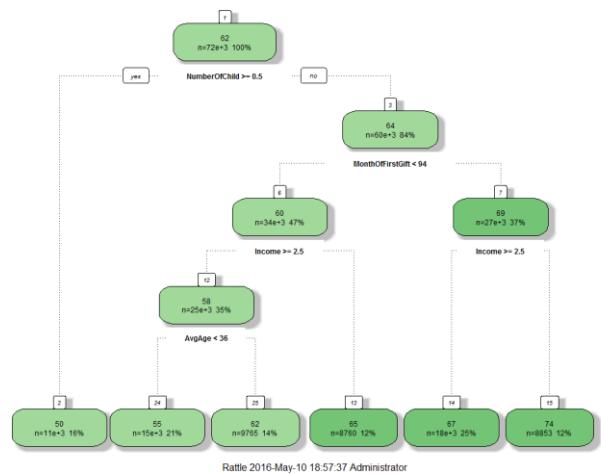 1
62
n=72e+3 100%
yes NumberOfChild >= 0.5 no
3
64
n=60e+3 84%
MonthOfFirstGift < 94
6 7
60 69
n=34e+3 47% n=27e+3 37%
Income >= 2.5 Income >= 2.5
12
58
n=25e+3 35%
AvgAge < 36
2 24 25 13 14 15
50 55 62 65 67 74
n=11e+3 16% n=15e+3 21% n=9765 14% n=8760 12% n=18e+3 25% n=8853 12%
Rattle 2016-May-10 18:57:37 Administrator